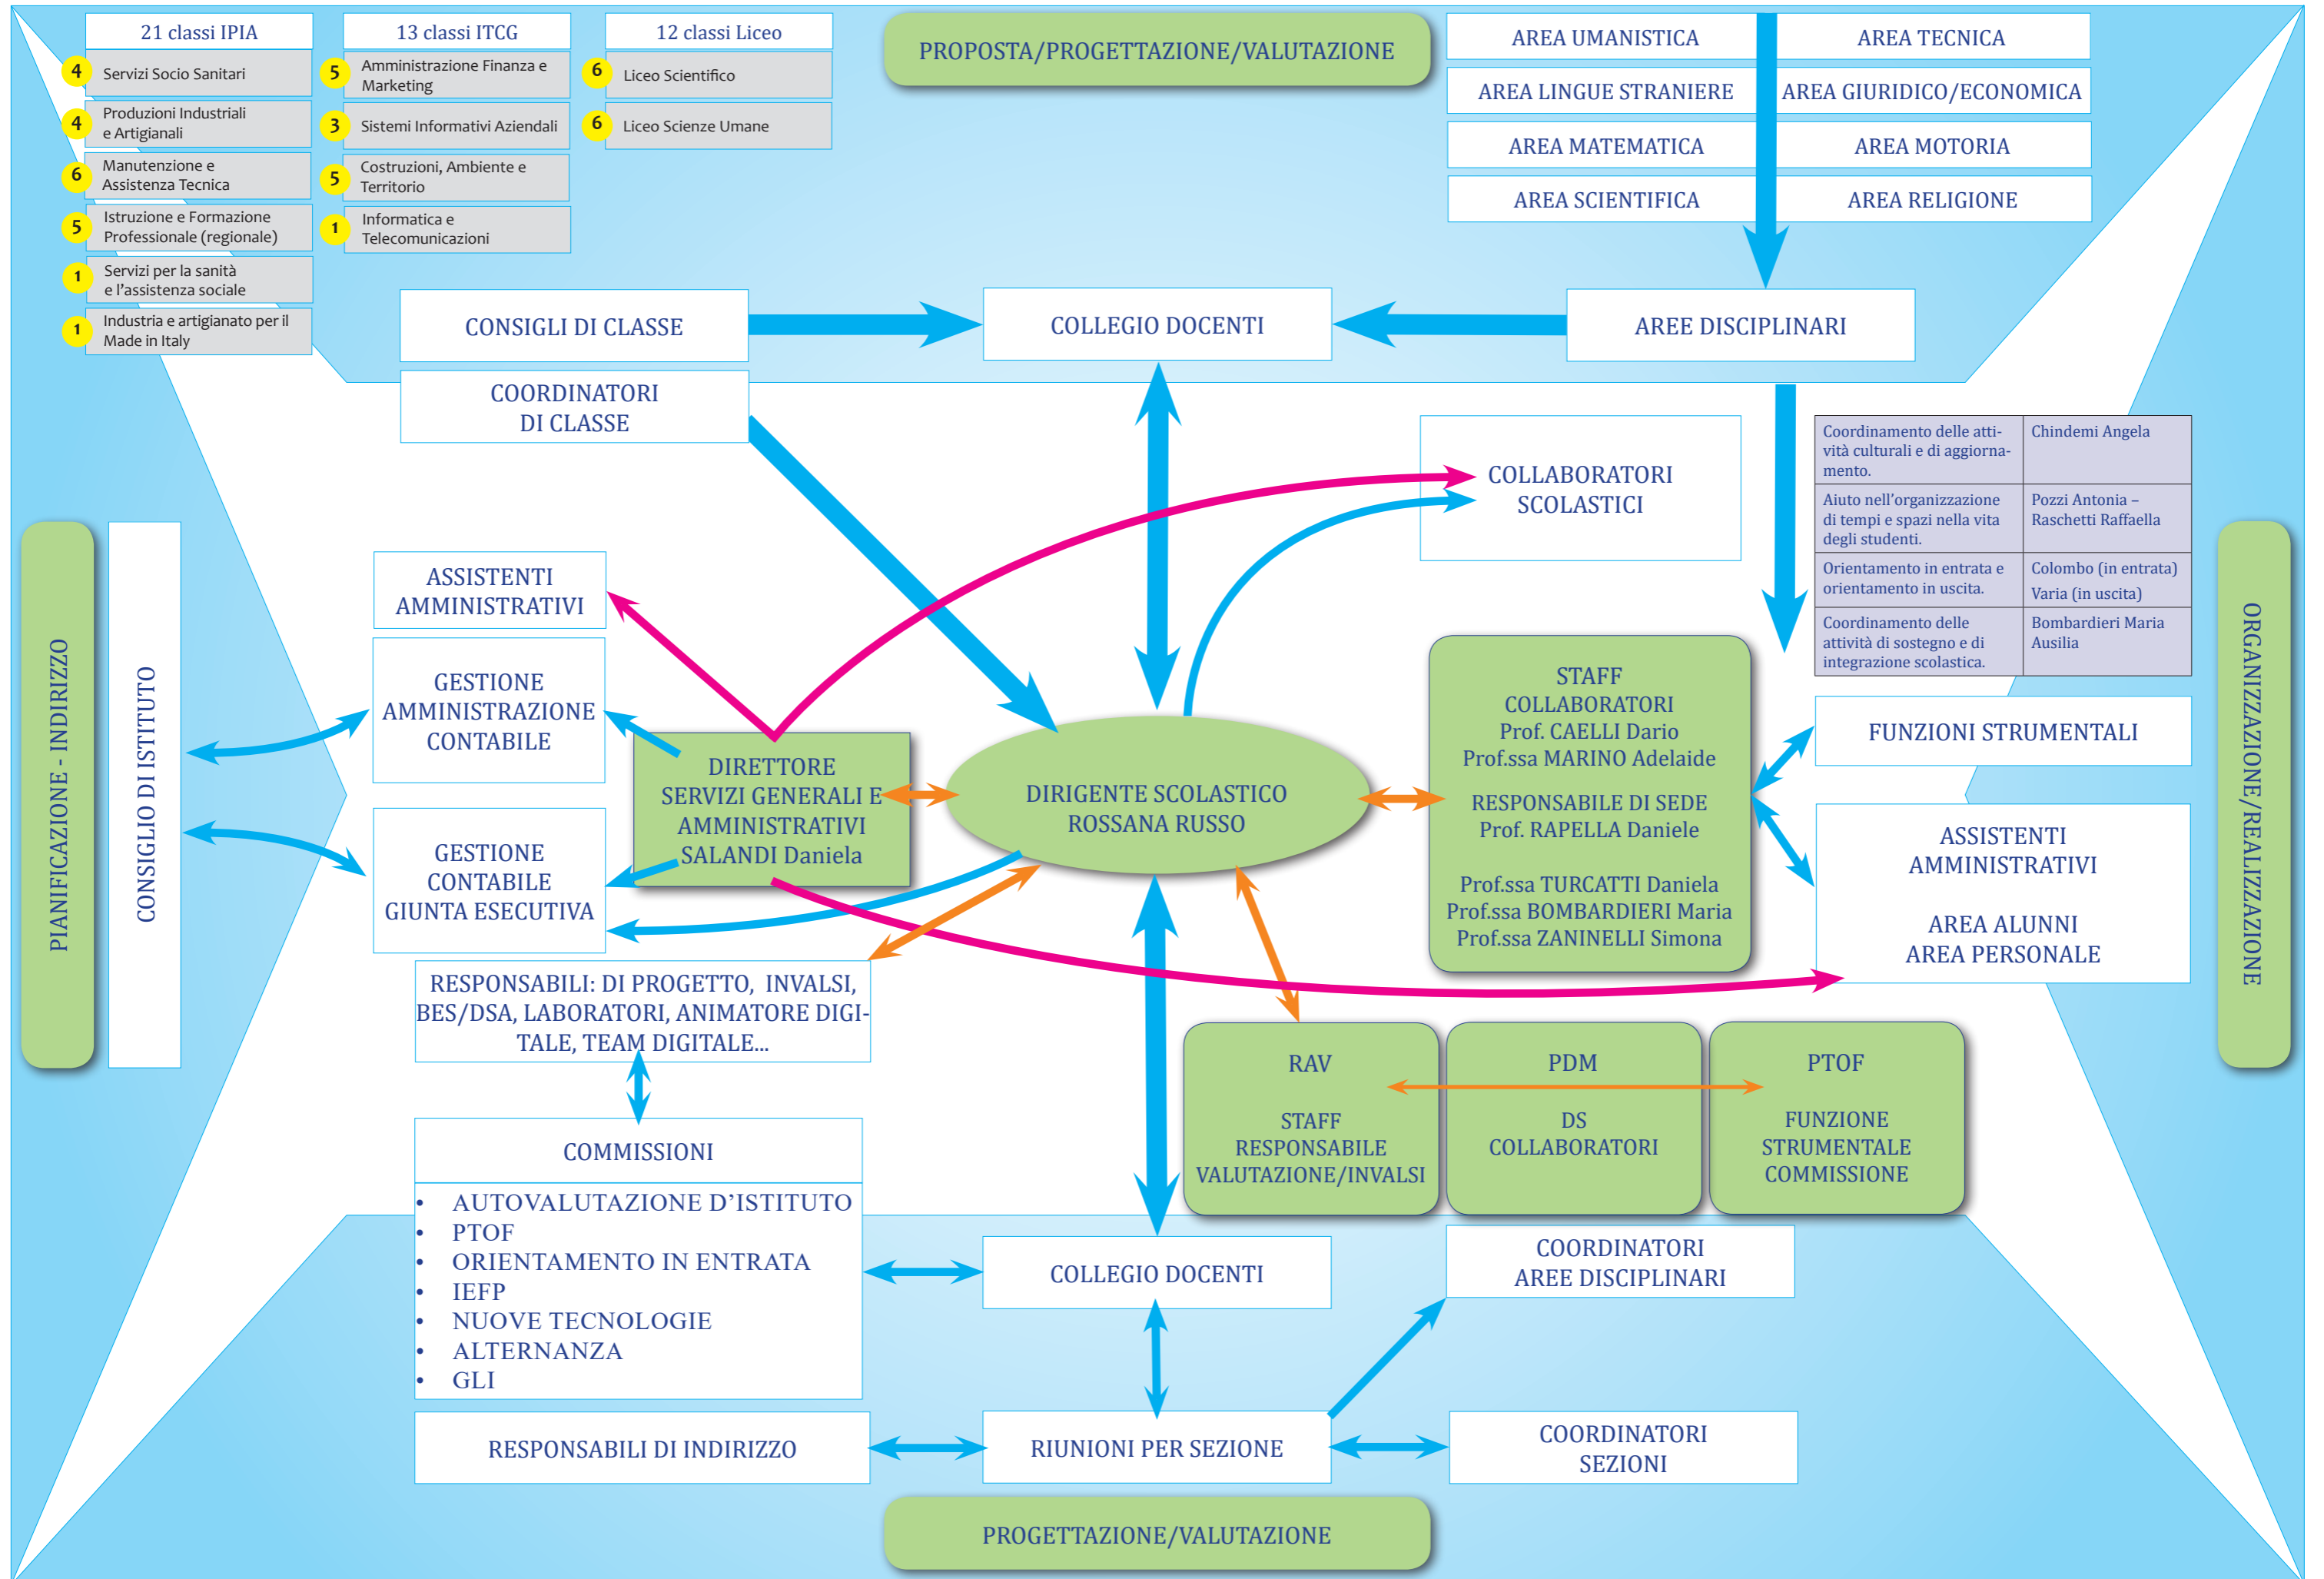 21 classi IPIA
4
Servizi Socio Sanitari
4
Produzioni Industriali
e Artigianali
6
Manutenzione e
Assistenza Tecnica
5
Istruzione e Formazione
Professionale (regionale)
1
Servizi per la sanità
e l'assistenza sociale
1
Industria e artigianato per il
Made in Italy
13 classi ITCG
5
Amministrazione Finanza e
Marketing
3
Sistemi Informativi Aziendali
5
Costruzioni, Ambiente e
Territorio
1
Informatica e
Telecomunicazioni
12 classi Liceo
6
Liceo Scientifico
6
Liceo Scienze Umane
PROPOSTA/PROGETTAZIONE/VALUTAZIONE
AREA UMANISTICA
AREA TECNICA
AREA LINGUE STRANIERE
AREA GIURIDICO/ECONOMICA
AREA MATEMATICA
AREA MOTORIA
AREA SCIENTIFICA
AREA RELIGIONE
CONSIGLI DI CLASSE
COLLEGIO DOCENTI
AREE DISCIPLINARI
COORDINATORI
DI CLASSE
COLLABORATORI
SCOLASTICI
Coordinamento delle atti-
vità culturali e di aggiorna-
mento.
Chindemi Angela
Aiuto nell'organizzazione
di tempi e spazi nella vita
degli studenti.
Pozzi Antonia –
Raschetti Raffaella
Orientamento in entrata e
orientamento in uscita.
Colombo (in entrata)
Varia (in uscita)
Coordinamento delle
attività di sostegno e di
integrazione scolastica.
Bombardieri Maria
Ausilia
PIANIFICAZIONE - INDIRIZZO
CONSIGLIO DI ISTITUTO
ASSISTENTI
AMMINISTRATIVI
GESTIONE
AMMINISTRAZIONE
CONTABILE
GESTIONE
CONTABILE
GIUNTA ESECUTIVA
DIRETTORE
SERVIZI GENERALI E
AMMINISTRATIVI
SALANDI Daniela
DIRIGENTE SCOLASTICO
ROSSANA RUSSO
STAFF
COLLABORATORI
Prof. CAELLI Dario
Prof.ssa MARINO Adelaide
RESPONSABILE DI SEDE
Prof. RAPELLA Daniele
Prof.ssa TURCATTI Daniela
Prof.ssa BOMBARDIERI Maria
Prof.ssa ZANINELLI Simona
FUNZIONI STRUMENTALI
ASSISTENTI
AMMINISTRATIVI
AREA ALUNNI
AREA PERSONALE
ORGANIZZAZIONE/REALIZZAZIONE
RESPONSABILI: DI PROGETTO, INVALSI,
BES/DSA, LABORATORI, ANIMATORE DIGI-
TALE, TEAM DIGITALE...
RAV
STAFF
RESPONSABILE
VALUTAZIONE/INVALSI
PDM
DS
COLLABORATORI
PTOF
FUNZIONE
STRUMENTALE
COMMISSIONE
COMMISSIONI
• AUTOVALUTAZIONE D'ISTITUTO
• PTOF
• ORIENTAMENTO IN ENTRATA
• IEFP
• NUOVE TECNOLOGIE
• ALTERNANZA
• GLI
COLLEGIO DOCENTI
COORDINATORI
AREE DISCIPLINARI
RESPONSABILI DI INDIRIZZO
RIUNIONI PER SEZIONE
COORDINATORI
SEZIONI
PROGETTAZIONE/VALUTAZIONE